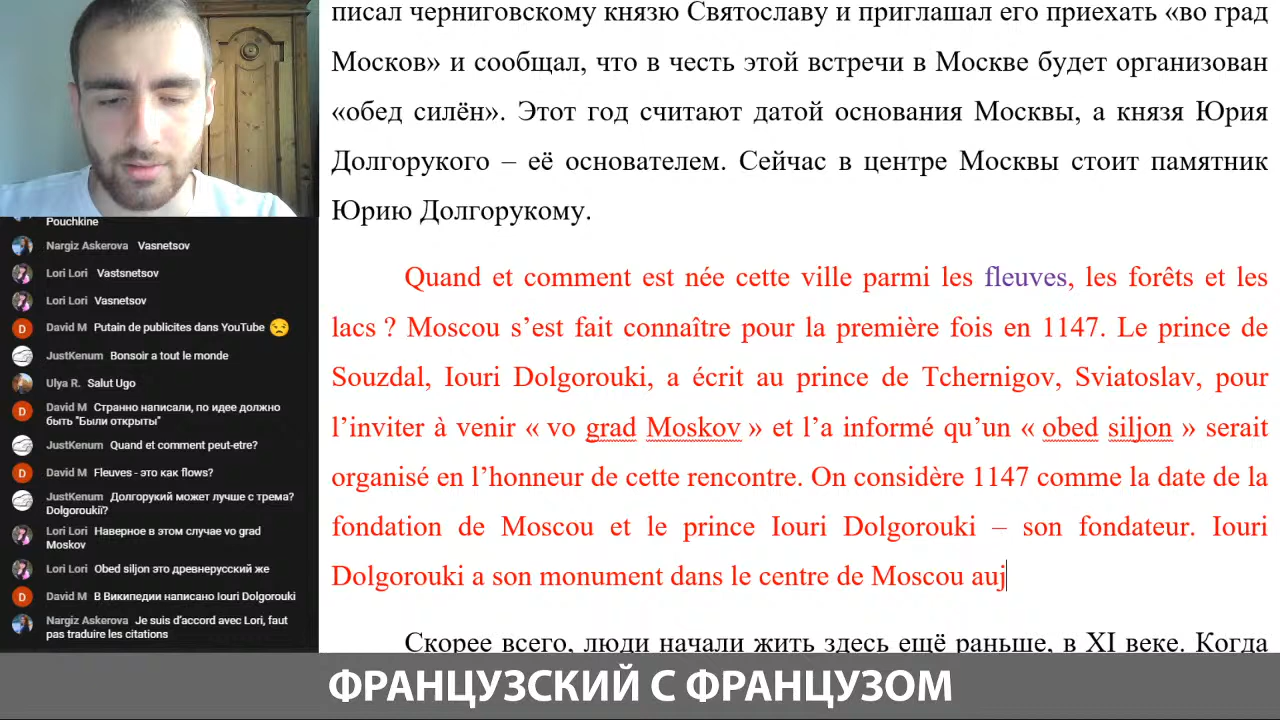 писал черниговскому князю Святославу и приглашал его приехать «во град
Москов» и сообщал, что в честь этой встречи в Москве будет организован
«обед силён». Этот год считают датой основания Москвы, а князя Юрия
Долгорукого – её основателем. Сейчас в центре Москвы стоит памятник
Юрию Долгорукому.
Quand et comment est née cette ville parmi les fleuves, les forêts et les
lacs ? Moscou s’est fait connaître pour la première fois en 1147. Le prince de
Souzdal, Iouri Dolgorouki, a écrit au prince de Tchernigov, Sviatoslav, pour
l’inviter à venir « vo grad Moskov » et l’a informé qu’un « obed siljon » serait
organisé en l’honneur de cette rencontre. On considère 1147 comme la date de la
fondation de Moscou et le prince Iouri Dolgorouki – son fondateur. Iouri
Dolgorouki a son monument dans le centre de Moscou auj
Скорее всего, люди начали жить здесь ещё раньше, в XI веке. Когда
Pouchkine
Nargiz Askerova Vasnetsov
Lori Lori Vastsnetsov
Lori Lori Vasnetsov
David M Putain de publicites dans YouTube
JustKenum Bonsoir a tout le monde
Ulya R. Salut Ugo
David M Странно написали, по идее должно
быть "Были открыты"
JustKenum Quand et comment peut-etre?
David M Fleuves - это как flows?
JustKenum Долгорукий может лучше с трема?
Dolgoroukiï?
Lori Lori Наверное в этом случае vo grad
Moskov
Lori Lori Obed siljon это древнерусский же
David M В Википедии написано Iouri Dolgorouki
Nargiz Askerova Je suis d’accord avec Lori, faut
pas traduire les citations
ФРАНЦУЗСКИЙ С ФРАНЦУЗОМ